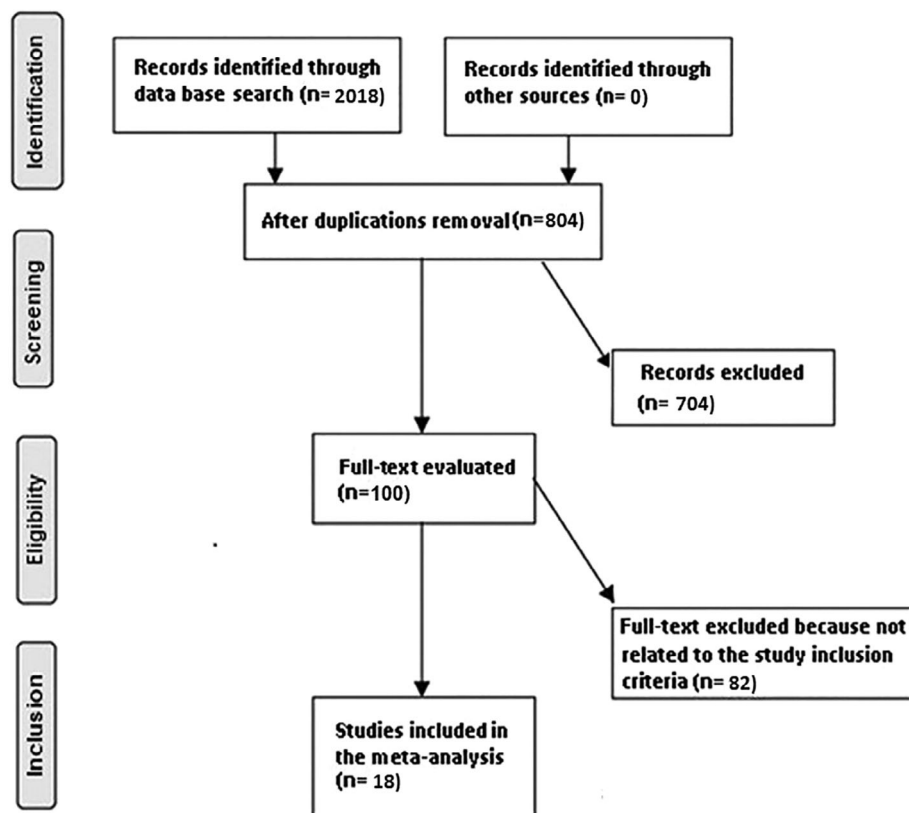 Identification
Records identified through
data base search (n= 2018)
Records identified through
other sources (n= 0)
After duplications removal(n=804)
Screening
Records excluded
(n= 704)
Eligibility
Full-text evaluated
(n=100)
Full-text excluded because not
related to the study inclusion
criteria (n= 82)
Inclusion
Studies included in
the meta-analysis
(n= 18)